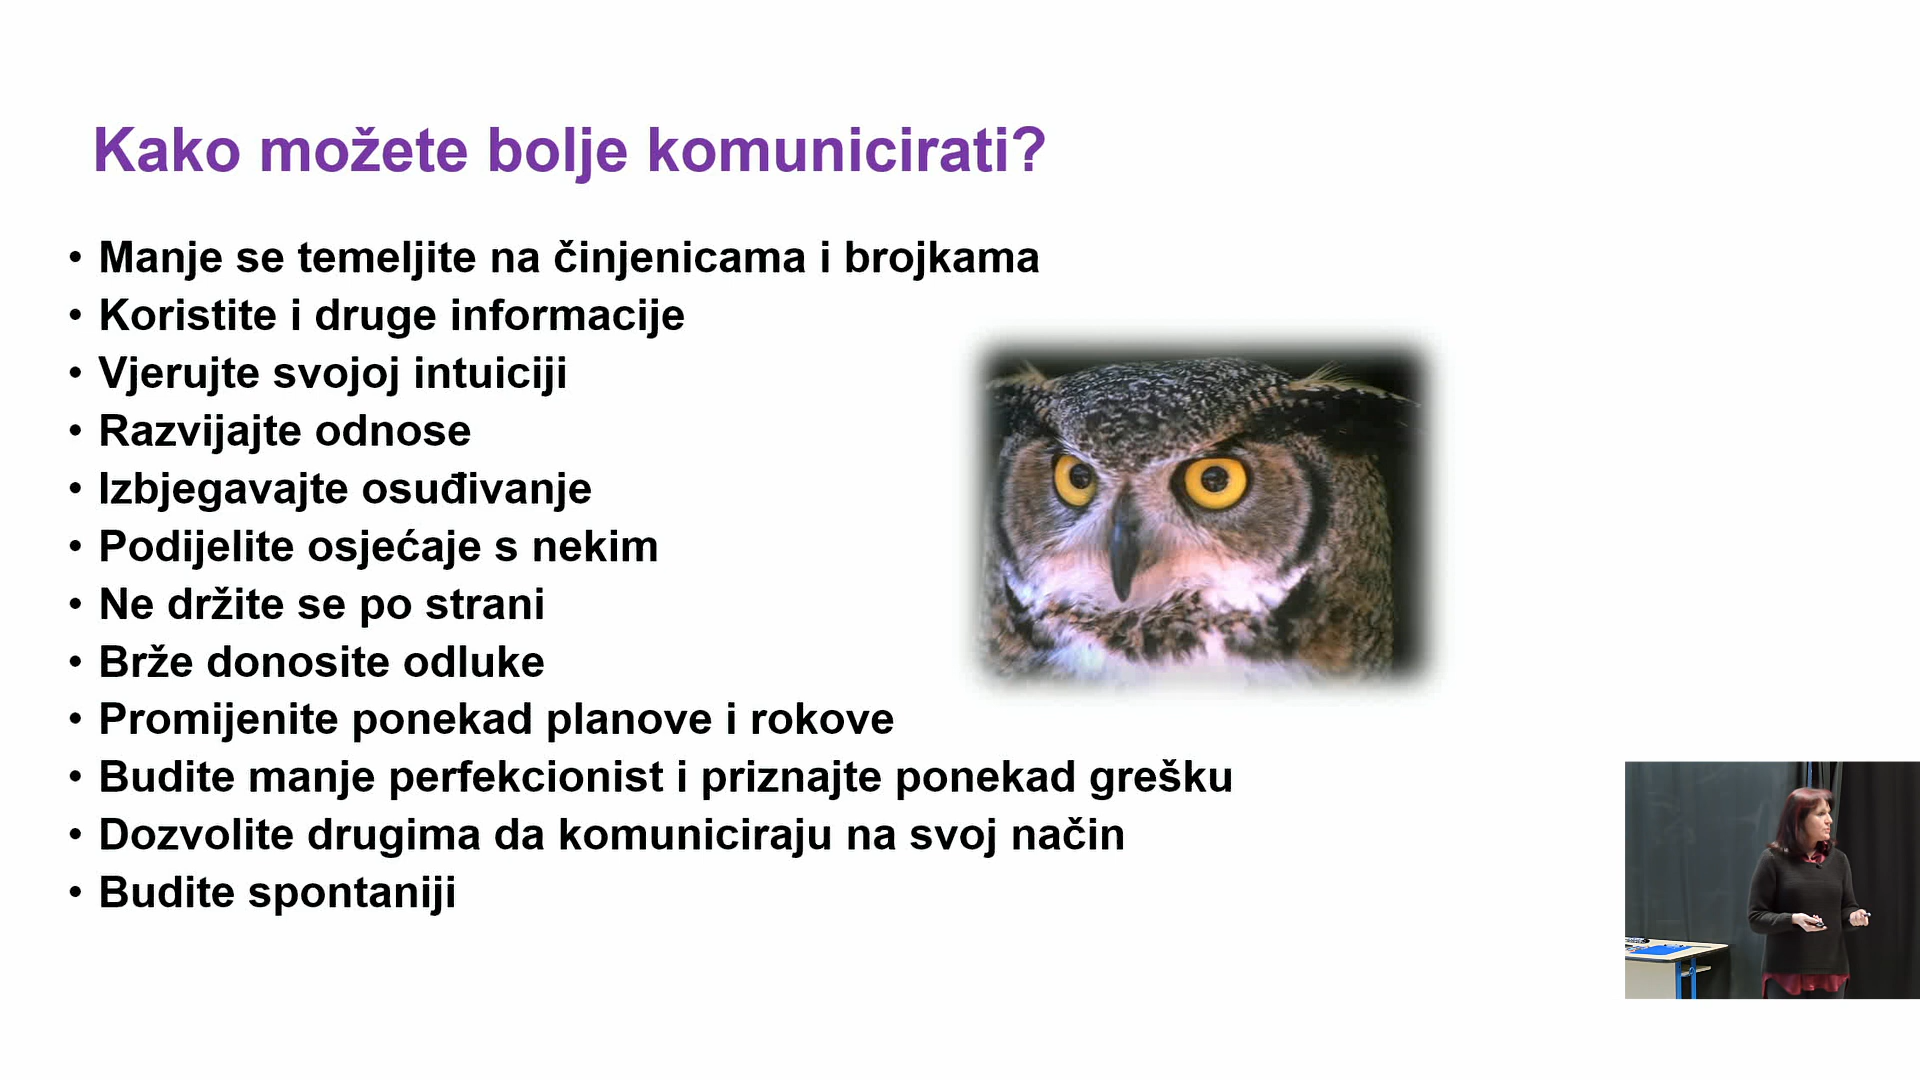 Kako možete bolje komunicirati?
• Manje se temeljite na činjenicama i brojkama
• Koristite i druge informacije
• Vjerujte svojoj intuiciji
• Razvijajte odnose
• Izbjegavajte osuđivanje
• Podijelite osjećaje s nekim
• Ne držite se po strani
• Brže donosite odluke
• Promijenite ponekad planove i rokove
• Budite manje perfekcionist i priznajte ponekad grešku
• Dozvolite drugima da komuniciraju na svoj način
• Budite spontaniji